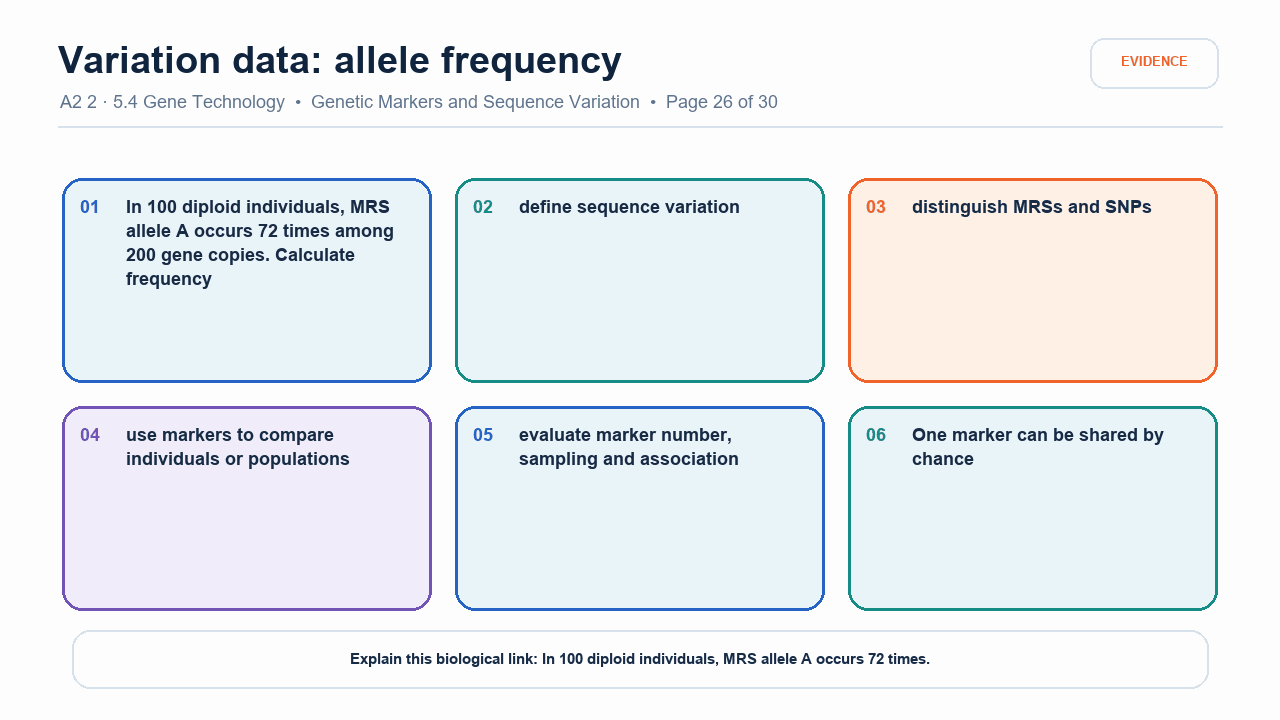 Variation data: allele frequency
EVIDENCE
A2 2 · 5.4 Gene Technology • Genetic Markers and Sequence Variation • Page 26 of 30
01 In 100 diploid individuals, MRS
allele A occurs 72 times among
200 gene copies. Calculate
frequency
02 define sequence variation
03 distinguish MRSs and SNPs
04 use markers to compare
individuals or populations
05 evaluate marker number,
sampling and association
06 One marker can be shared by
chance
Explain this biological link: In 100 diploid individuals, MRS allele A occurs 72 times.